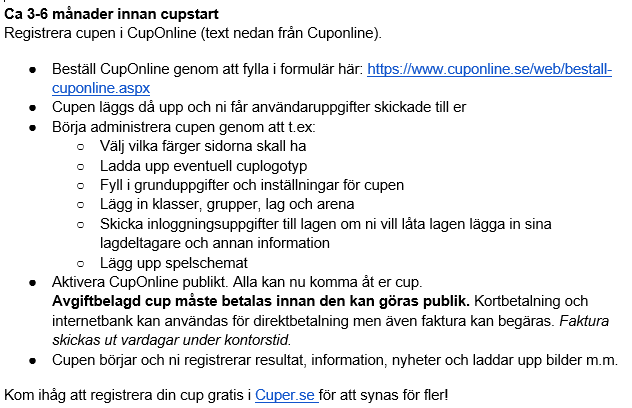 Ca 3-6 månader innan cupstart
Registrera cupen i CupOnline (text nedan från Cuponline).
● Beställ CupOnline genom att fylla i formulär här: https://www.cuponline.se/web/bestall-
cuponline.aspx
● Cupen läggs då upp och ni får användaruppgifter skickade till er
● Börja administrera cupen genom att t.ex:
○ Välj vilka färger sidorna skall ha
○ Ladda upp eventuell cuplogotyp
○ Fyll i grunduppgifter och inställningar för cupen
○ Lägg in klasser, grupper, lag och arena
○ Skicka inloggningsuppgifter till lagen om ni vill låta lagen lägga in sina
lagdeltagare och annan information
○ Lägg upp spelschemat
● Aktivera CupOnline publikt. Alla kan nu komma åt er cup.
Avgiftbelagd cup måste betalas innan den kan göras publik. Kortbetalning och
internetbank kan användas för direktbetalning men även faktura kan begäras. Faktura
skickas ut vardagar under kontorstid.
● Cupen börjar och ni registrerar resultat, information, nyheter och laddar upp bilder m.m.
Kom ihåg att registrera din cup gratis i Cuper.se för att synas för fler!